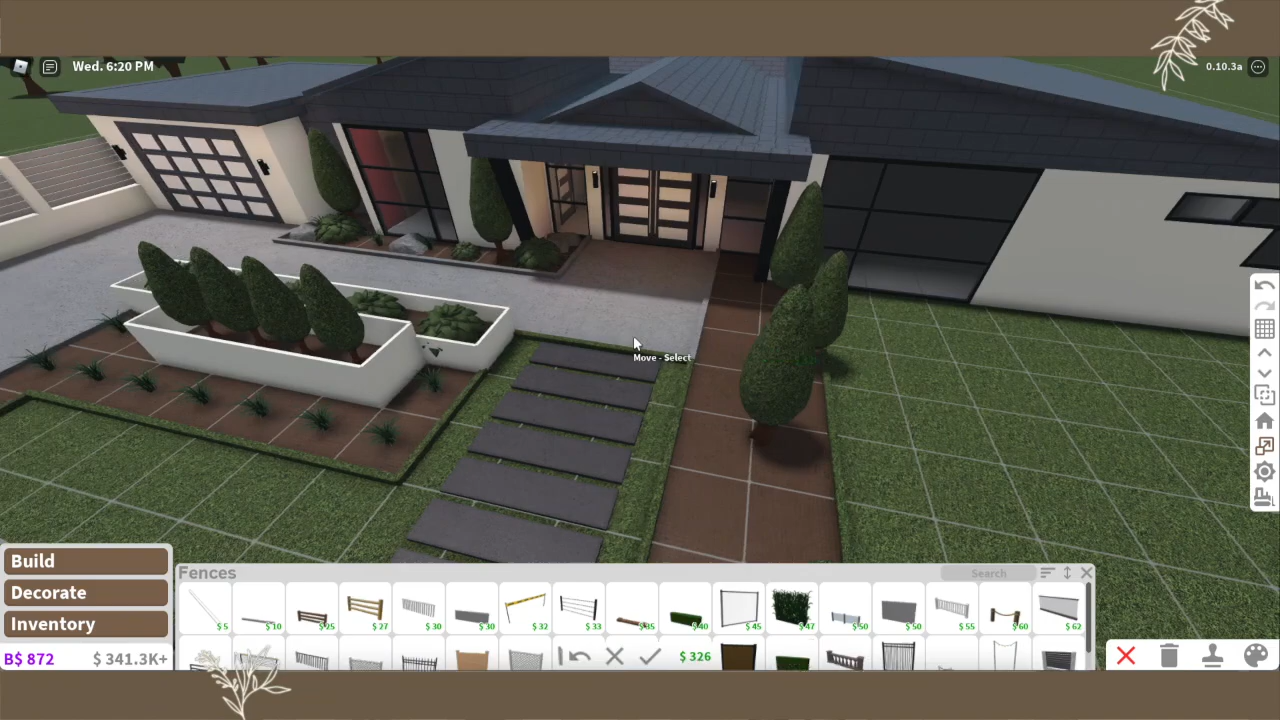 Wed. 6:20 PM
0.10.3a
Move - Select
Build
Decorate
Inventory
B$ 872
$ 341.3K+
Fences
Search
$ 5
$ 10
$ 25
$ 27
$ 30
$ 30
$ 32
$ 33
$ 35
$ 40
$ 45
$ 47
$ 50
$ 50
$ 55
$ 60
$ 62
$ 326